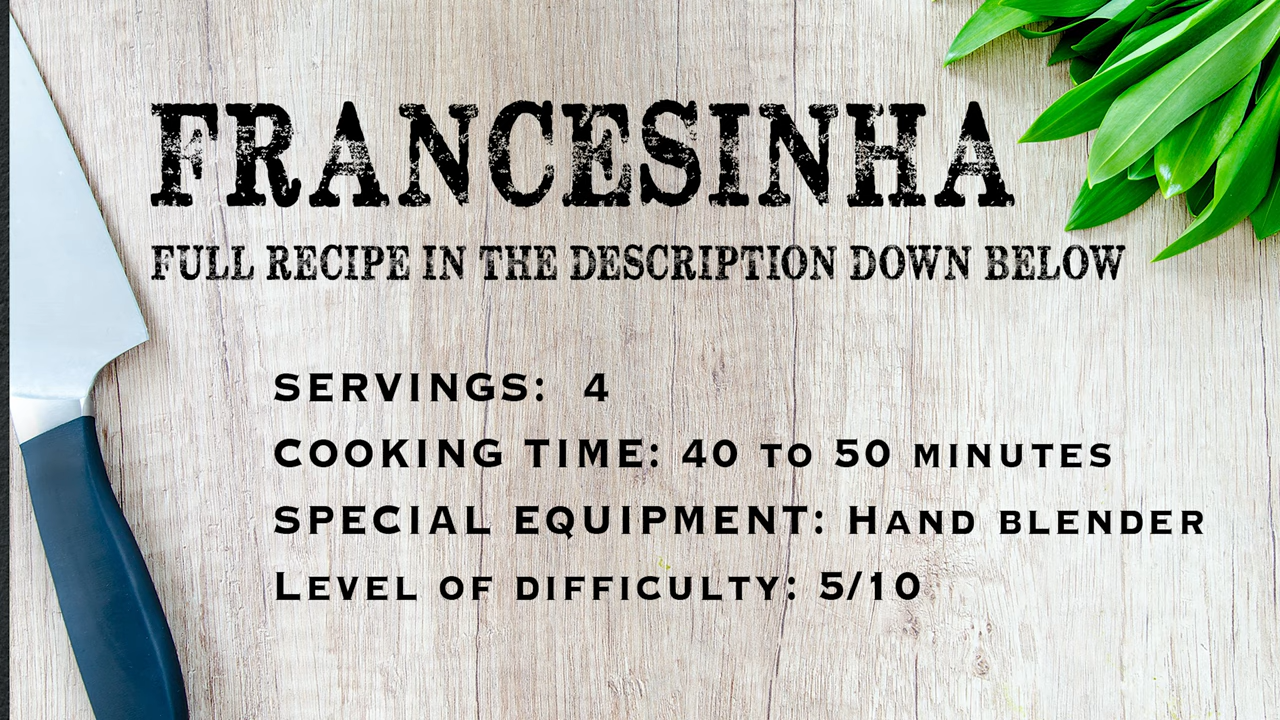 FRANCESINHA
FULL RECIPE IN THE DESCRIPTION DOWN BELOW
SERVINGS: 4
COOKING TIME: 40 TO 50 MINUTES
SPECIAL EQUIPMENT: HAND BLENDER
LEVEL OF DIFFICULTY: 5/10